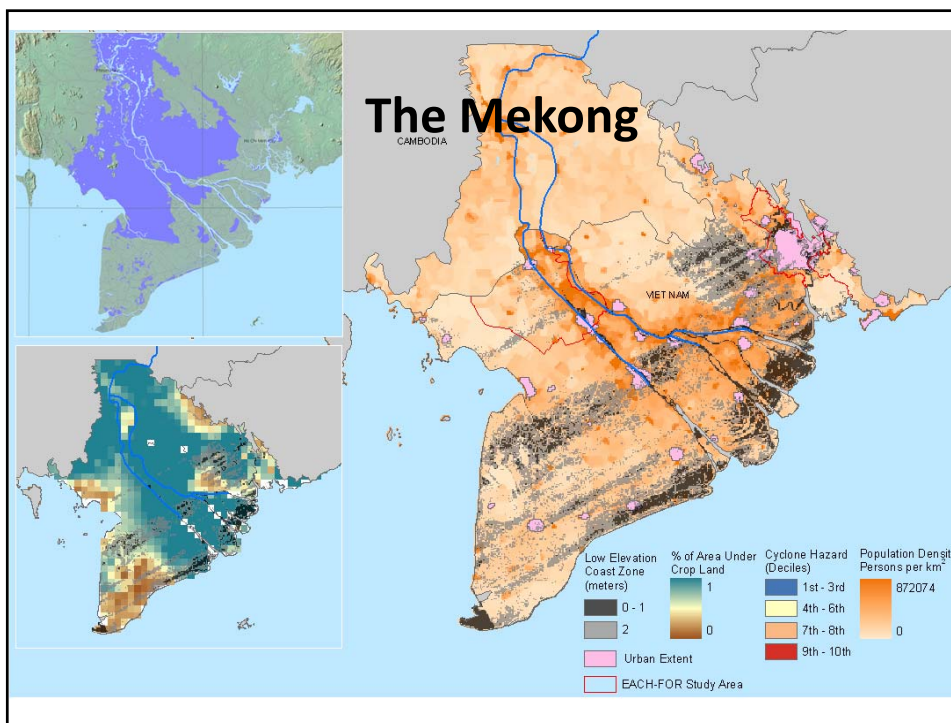 The Mekong
CAMBODIA
VIET NAM
Low Elevation
Coast Zone
(meters)
0 - 1
2
Urban Extent
EACH-FOR Study Area
% of Area Under
Crop Land
1
0
Cyclone Hazard
(Deciles)
1st - 3rd
4th - 6th
7th - 8th
9th - 10th
Population Densit
Persons per km²
872074
0